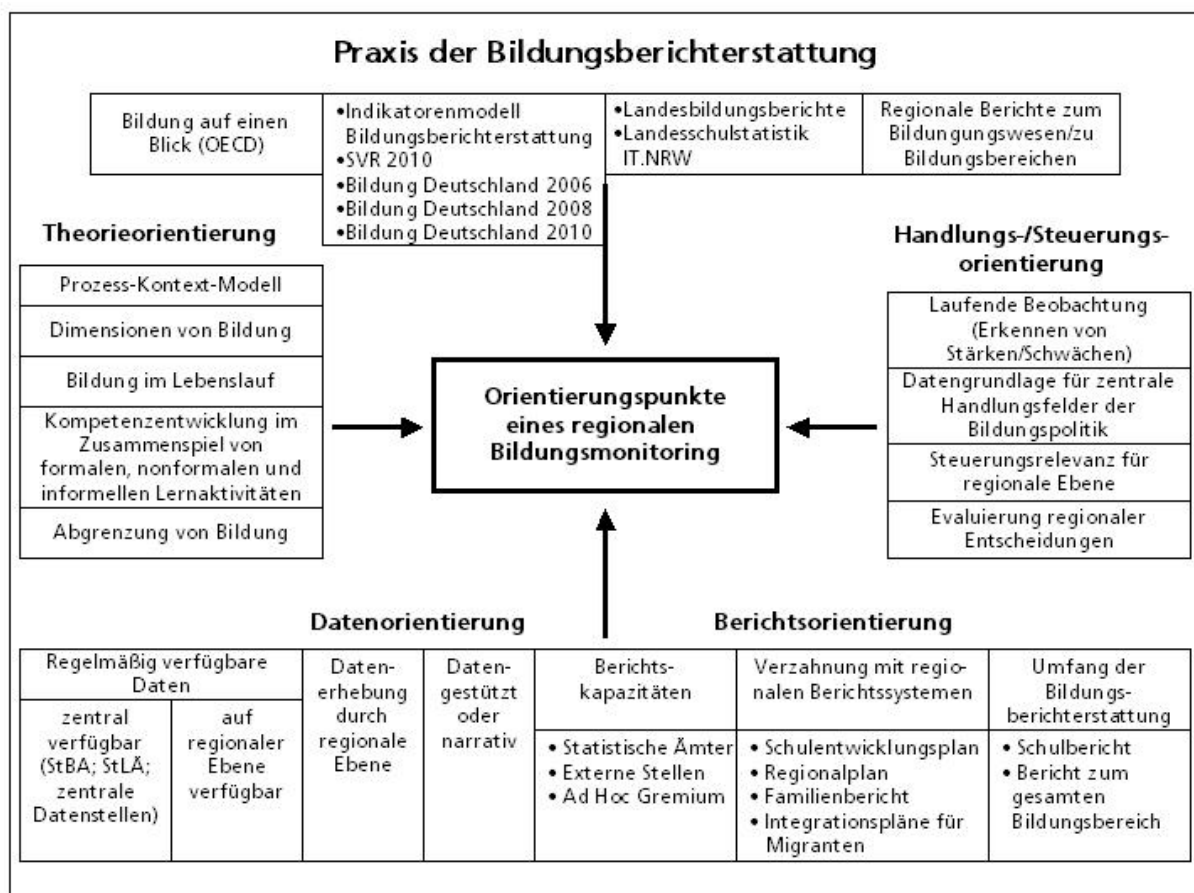 Praxis der Bildungsberichterstattung
Bildung auf einen
Blick (OECD)
•Indikatorenmodell
Bildungsberichterstattung
•SVR 2010
•Bildung Deutschland 2006
•Bildung Deutschland 2008
•Bildung Deutschland 2010
•Landesbildungsberichte
•Landesschulstatistik
IT.NRW
Regionale Berichte zum
Bildungungswesen/zu
Bildungsbereichen
Theorieorientierung
Prozess-Kontext-Modell
Dimensionen von Bildung
Bildung im Lebenslauf
Kompetenzentwicklung im
Zusammenspiel von
formalen, nonformalen und
informellen Lernaktivitäten
Abgrenzung von Bildung
Orientierungspunkte
eines regionalen
Bildungsmonitoring
Handlungs-/Steuerungs-
orientierung
Laufende Beobachtung
(Erkennen von
Stärken/Schwächen)
Datengrundlage für zentrale
Handlungsfelder der
Bildungspolitik
Steuerungsrelevanz für
regionale Ebene
Evaluierung regionaler
Entscheidungen
Datenorientierung
Regelmäßig verfügbare
Daten
zentral
verfügbar
(StBA; StLÄ;
zentrale
Datenstellen)
auf
regionaler
Ebene
verfügbar
Daten-
erhebung
durch
regionale
Ebene
Daten-
gestützt
oder
narrativ
Berichtsorientierung
Berichts-
kapazitäten
• Statistische Ämter
• Externe Stellen
• Ad Hoc Gremium
Verzahnung mit regio-
nalen Berichtssystemen
• Schulentwicklungsplan
• Regionalplan
• Familienbericht
• Integrationspläne für
Migranten
Umfang der
Bildungs-
berichterstattung
• Schulbericht
• Bericht zum
gesamten
Bildungsbereich